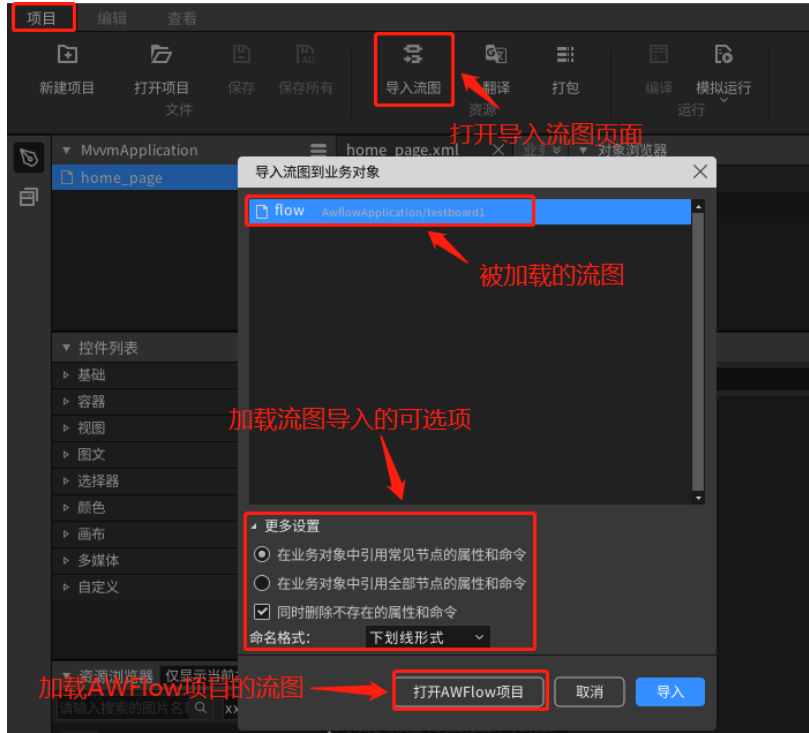 项目 编辑 查看
新建项目 打开项目 保存 保存所有 导入流图 翻译 打包 编译 模拟运行
文件 资源 运行
打开导入流图页面
MvvmApplication home_page.xml 对象浏览器
home_page
导入流图到业务对象
flow AwflowApplication/testboard1
被加载的流图
控件列表
基础
容器
加载流图导入的可选项
视图
图文
选择器
颜色
画布
多媒体
自定义
更多设置
在业务对象中引用常见节点的属性和命令
在业务对象中引用全部节点的属性和命令
同时删除不存在的属性和命令
命名格式: 下划线形式
资源浏览器 仅显示当前
加载AWFlow项目的流图
打开AWFlow项目 取消 导入
请输入搜索的图片名 xx